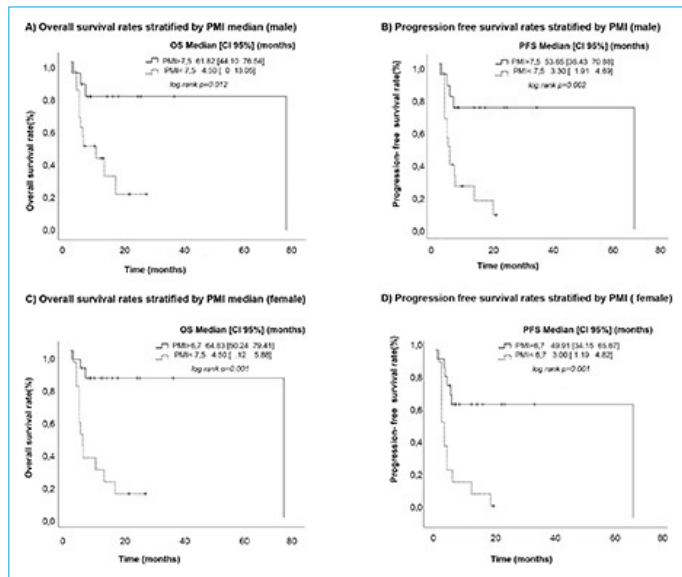 A) Overall survival rates stratified by PMI median (male)
OS Median [CI 95%] (months)
PMI>7,5 61.82 [44.10 76.54]
PMI< 7,5 4.50 [ 0 13.05]
log rank p=0.012
Overall survival rate(%)
1,0
0,8
0,6
0,4
0,2
0,0
0 20 40 60 80
Time (months)
B) Progression free survival rates stratified by PMI (male)
PFS Median [CI 95%] (months)
PMI>7,5 53.65 [36.43 70.86]
PMI< 7,5 3.30 [ 1.91 4.69]
log rank p=0.002
Progression- free survival rate(%)
1,0
0,8
0,6
0,4
0,2
0,0
0 20 40 60 80
Time (months)
C) Overall survival rates stratified by PMI median (female)
OS Median [CI 95%] (months)
PMI>6,7 64.83 [50.24 79.41]
PMI< 7,5 4.50 [ .12 5.88]
log rank p=0.001
Overall survival rate(%)
1,0
0,8
0,6
0,4
0,2
0,0
0 20 40 60 80
Time (months)
D) Progression free survival rates stratified by PMI ( female)
PFS Median [CI 95%] (months)
PMI>6,7 49.91 [34.15 65.67]
PMI< 6,7 3.00 [ 1.19 4.82]
log rank p=0.001
Progression- free survival rate(%)
1,0
0,8
0,6
0,4
0,2
0,0
0 20 40 60 80
Time (months)